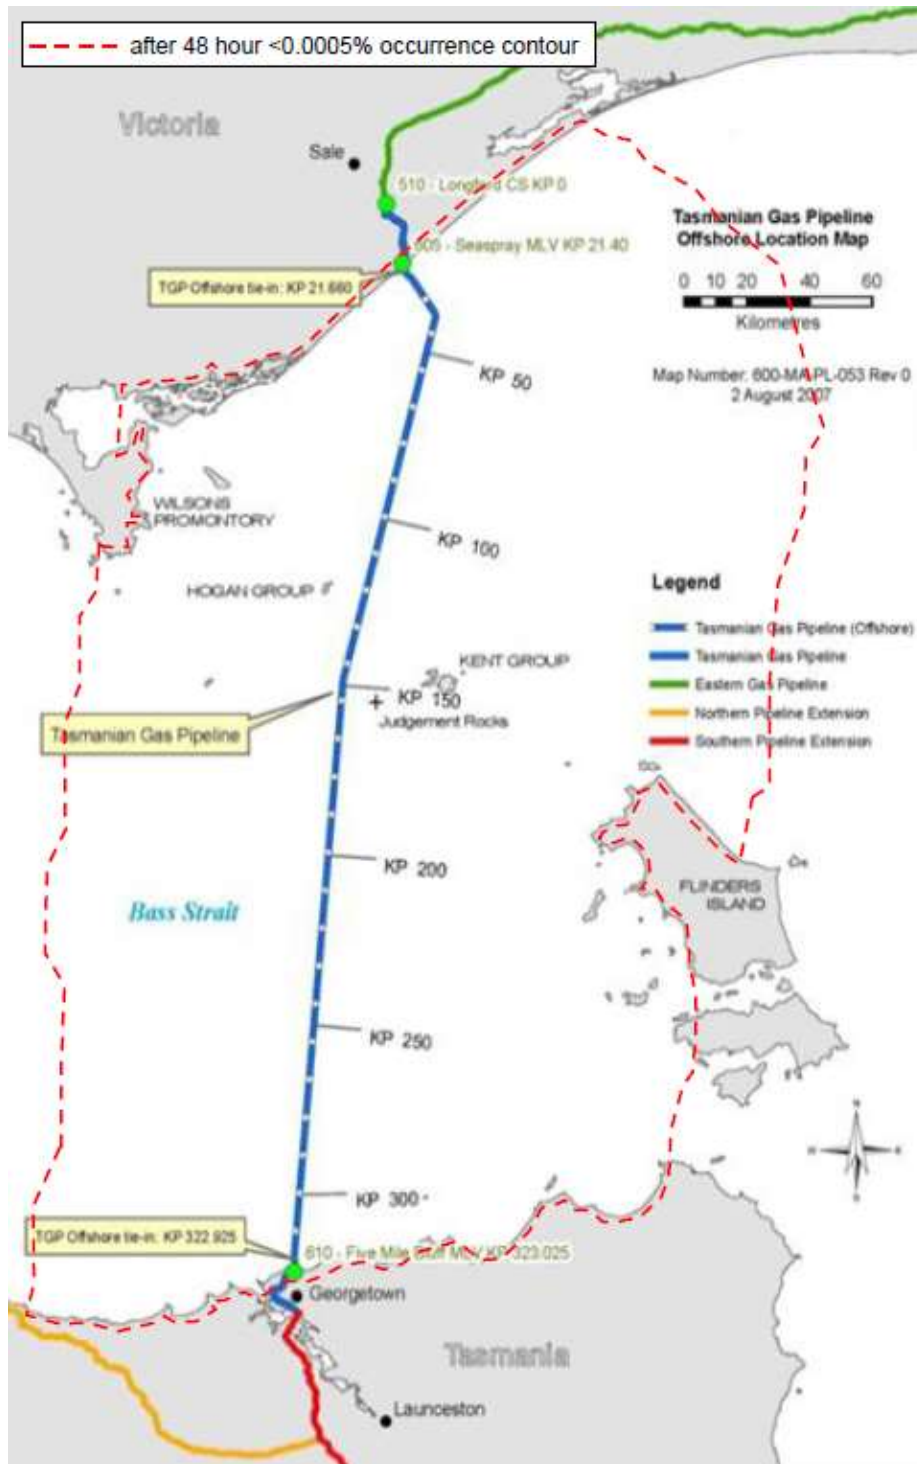 after 48 hour <0.0005% occurrence contour
Victoria
Sale
510 - Longford CS KP 0
Tasmanian Gas Pipeline
Offshore Location Map
605 - Seaspray MLV KP 21.40
TGP Offshore tie-in: KP 21.660
0 10 20 40 60
Kilometres
KP 50
Map Number: 600-MA-PL-053 Rev 0
2 August 2007
WILSONS
PROMONTORY
KP 100
HOGAN GROUP
Legend
Tasmanian Gas Pipeline (Offshore)
Tasmanian Gas Pipeline
Eastern Gas Pipeline
Northern Pipeline Extension
Southern Pipeline Extension
KENT GROUP
KP 150
Judgement Rocks
Tasmanian Gas Pipeline
KP 200
FLINDERS
ISLAND
Bass Strait
KP 250
N
E
S
KP 300
TGP Offshore tie-in: KP 322.925
610 - Five Mile Bluff MLV KP 323.025
Georgetown
Tasmania
Launceston